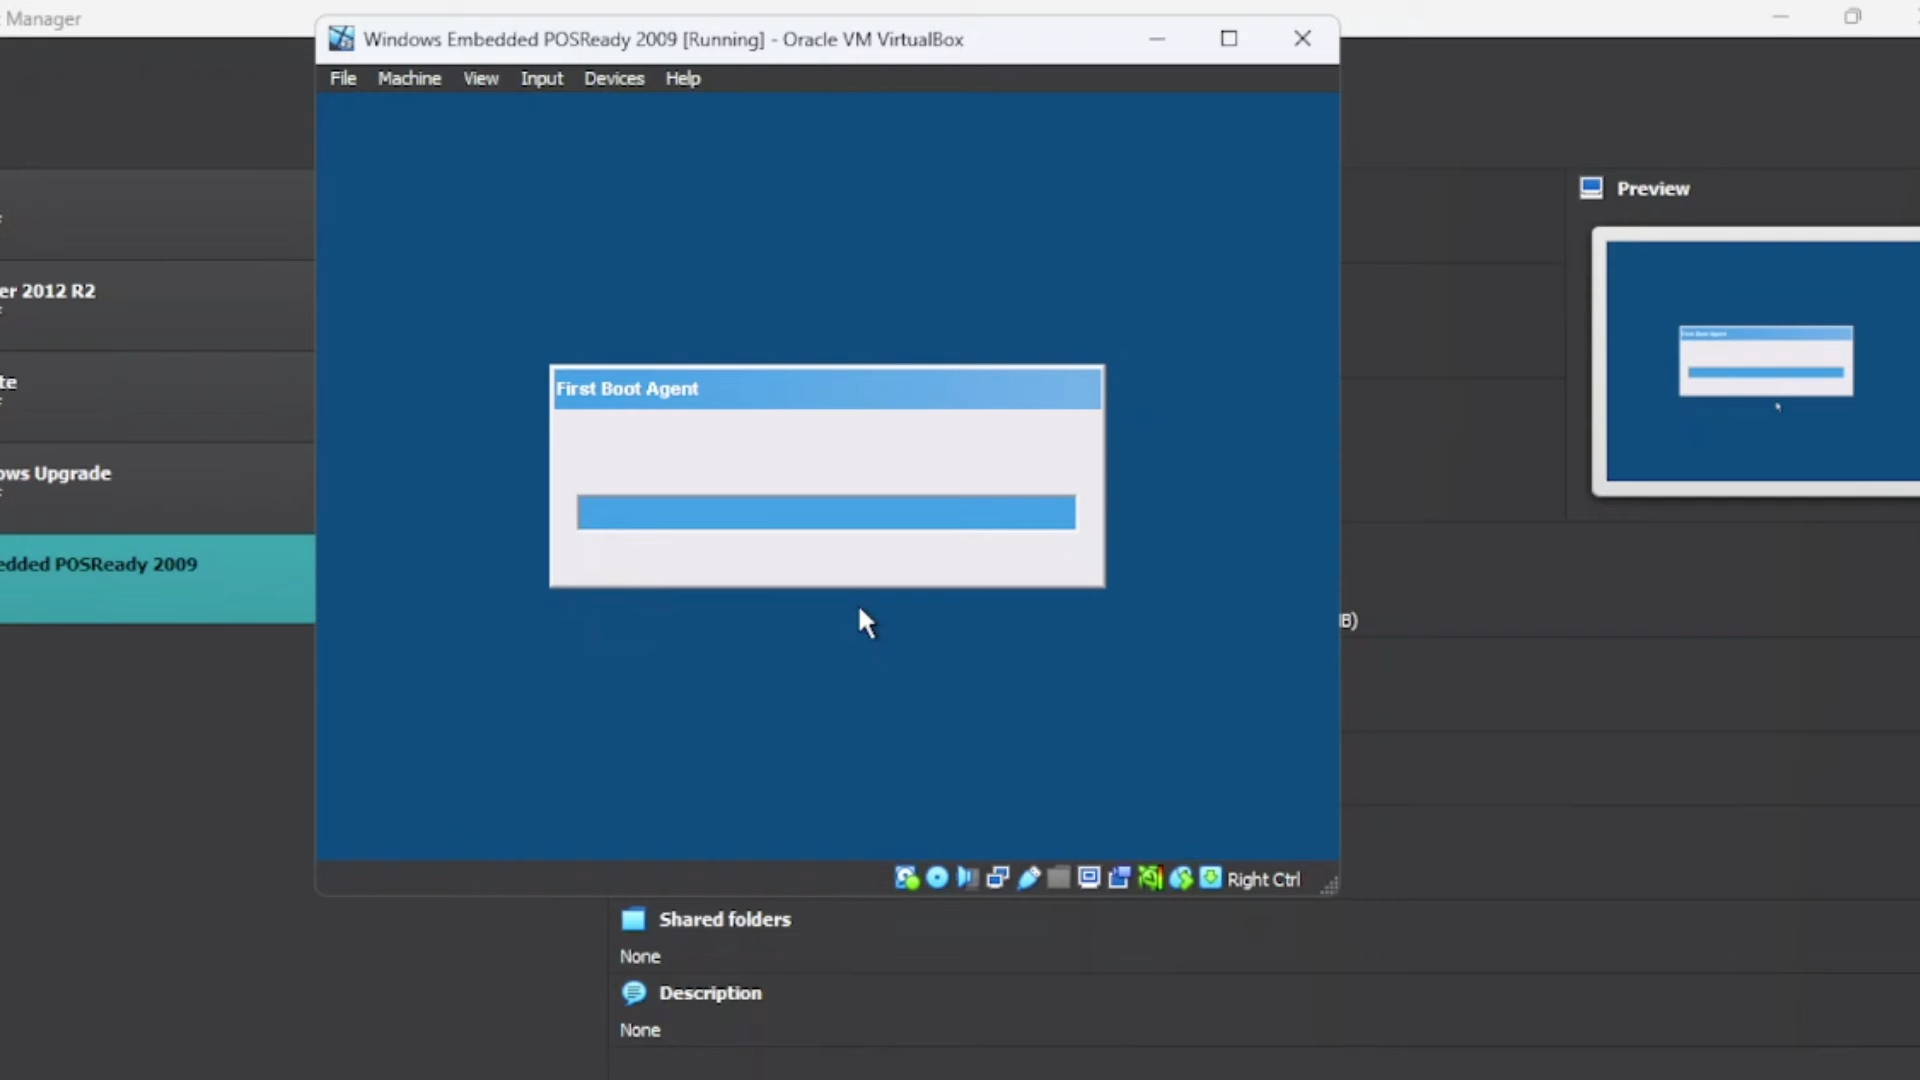 Manager
Windows Embedded POSReady 2009 [Running] - Oracle VM VirtualBox
File Machine View Input Devices Help
Preview
er 2012 R2
te
ows Upgrade
edded POSReady 2009
First Boot Agent
B)
Right Ctrl
Shared folders
None
Description
None